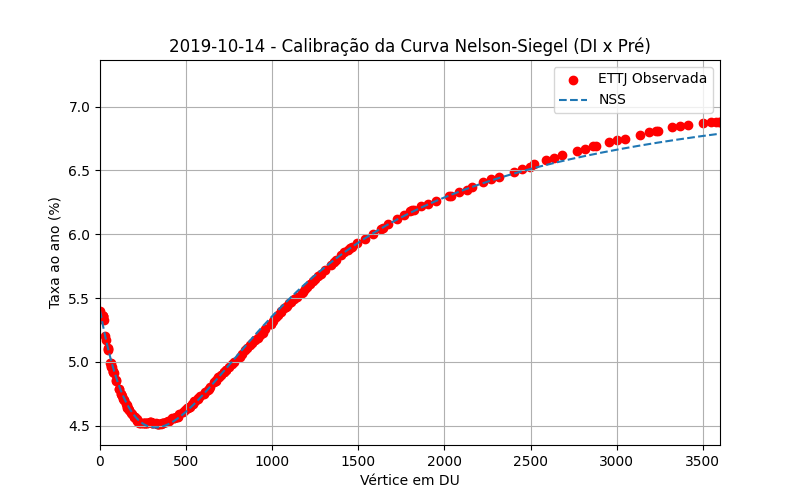 2019-10-14 - Calibração da Curva Nelson-Siegel (DI x Pré)
ETTJ Observada
NSS
7.0
6.5
6.0
5.5
5.0
4.5
Taxa ao ano (%)
0 500 1000 1500 2000 2500 3000 3500
Vértice em DU